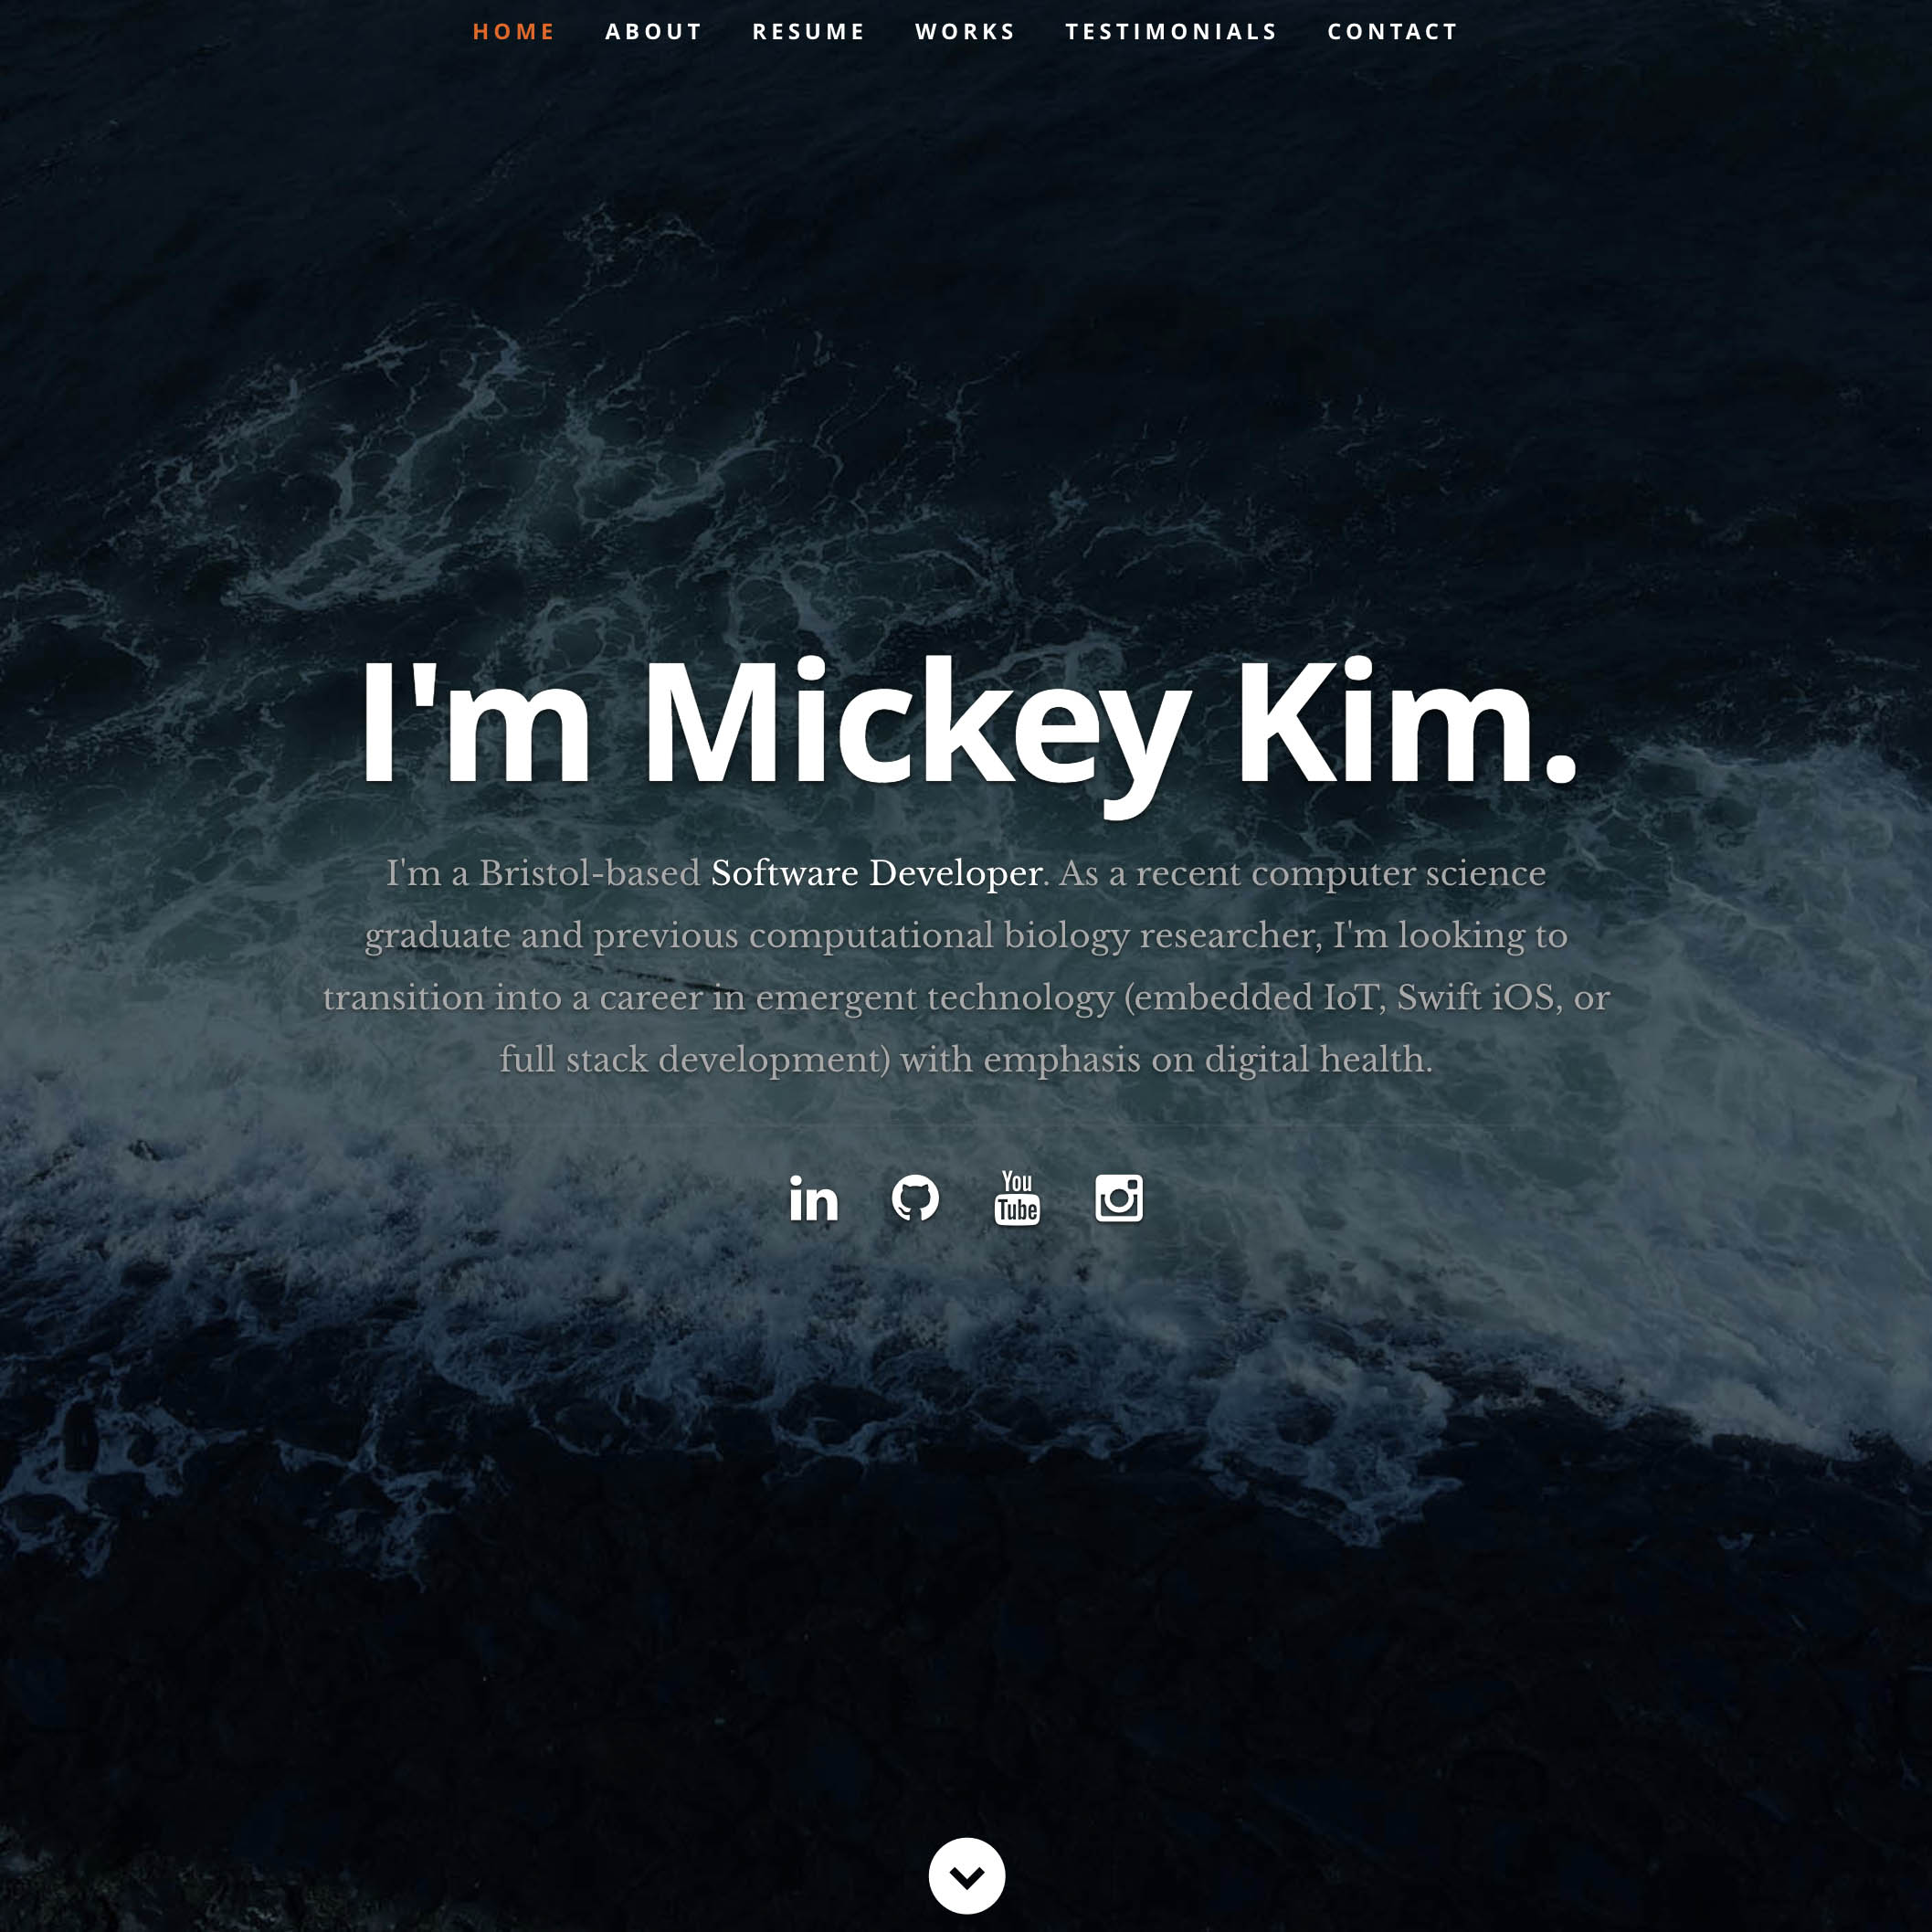 HOME ABOUT RESUME WORKS TESTIMONIALS CONTACT
I'm Mickey Kim.
I'm a Bristol-based Software Developer. As a recent computer science
graduate and previous computational biology researcher, I'm looking to
transition into a career in emergent technology (embedded IoT, Swift iOS, or
full stack development) with emphasis on digital health.
in
You
Tube